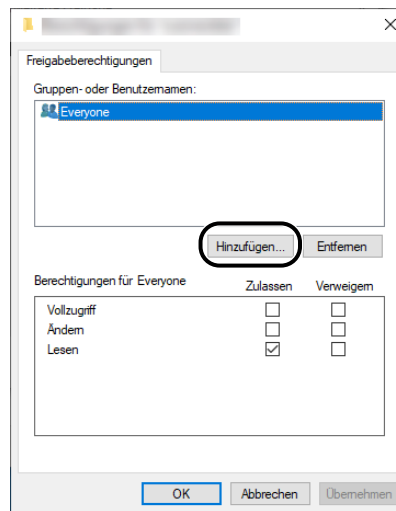 Freigabeberechtigungen
Gruppen- oder Benutzernamen:
Everyone
Hinzufügen... Entfernen
Berechtigungen für Everyone Zulassen Verweigern
Vollzugriff
Ändern
Lesen
OK Abbrechen Übernehmen